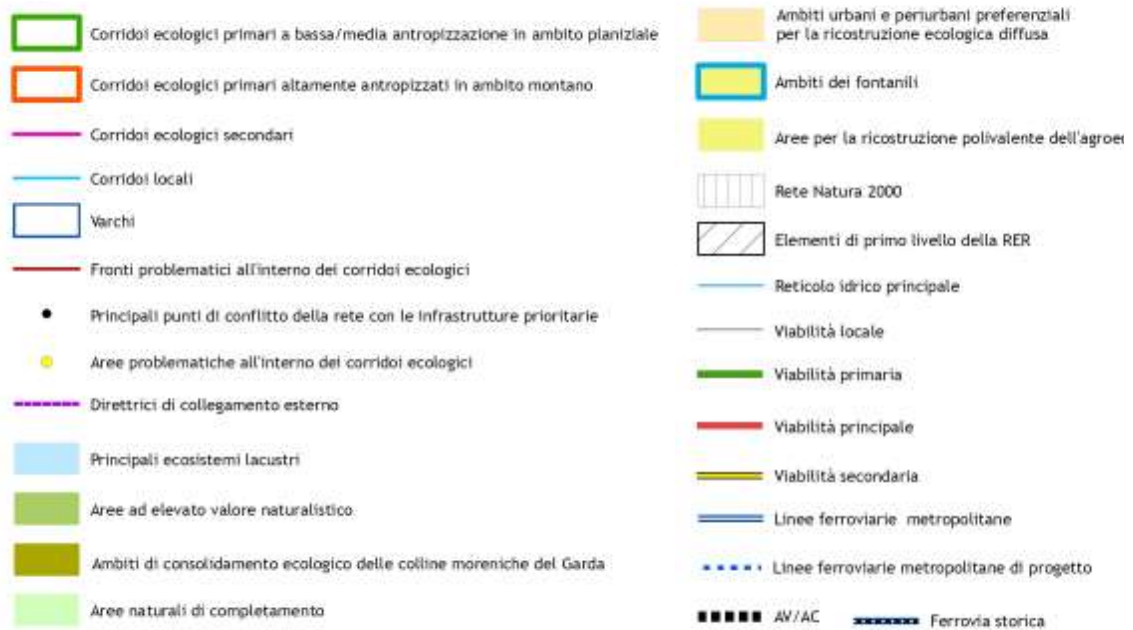 Corridoi ecologici primari a bassa/media antropizzazione in ambito planiziale
Corridoi ecologici primari altamente antropizzati in ambito montano
Corridoi ecologici secondari
Corridoi locali
Varchi
Fronti problematici all'interno dei corridoi ecologici
Principali punti di conflitto della rete con le infrastrutture prioritarie
Aree problematiche all'interno dei corridoi ecologici
Direttrici di collegamento esterno
Principali ecosistemi lacustri
Aree ad elevato valore naturalistico
Ambiti di consolidamento ecologico delle colline moreniche del Garda
Aree naturali di completamento
Ambiti urbani e periurbani preferenziali
per la ricostruzione ecologica diffusa
Ambiti dei fontanili
Aree per la ricostruzione polivalente dell'agroec
Rete Natura 2000
Elementi di primo livello della RER
Reticolo idrico principale
Viabilità locale
Viabilità primaria
Viabilità principale
Viabilità secondaria
Linee ferroviarie metropolitane
Linee ferroviarie metropolitane di progetto
AV/AC Ferrovia storica